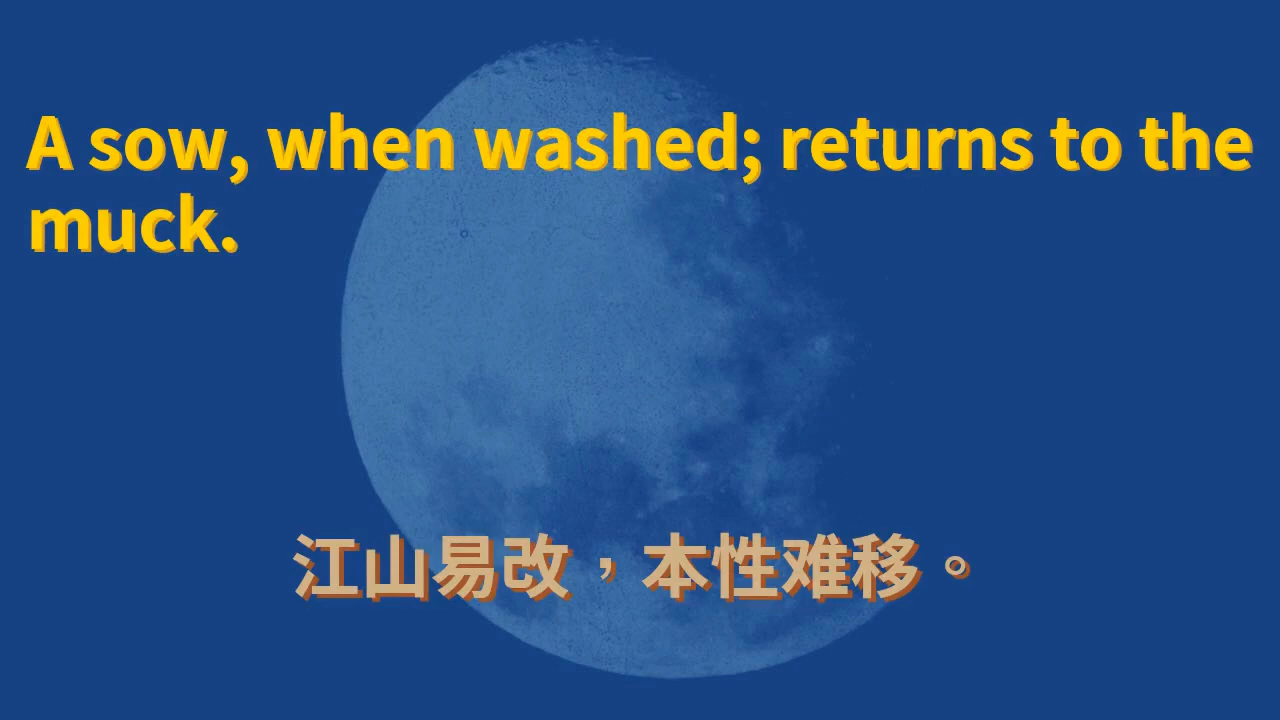 A sow, when washed; returns to the
muck.
江山易改，本性难移。